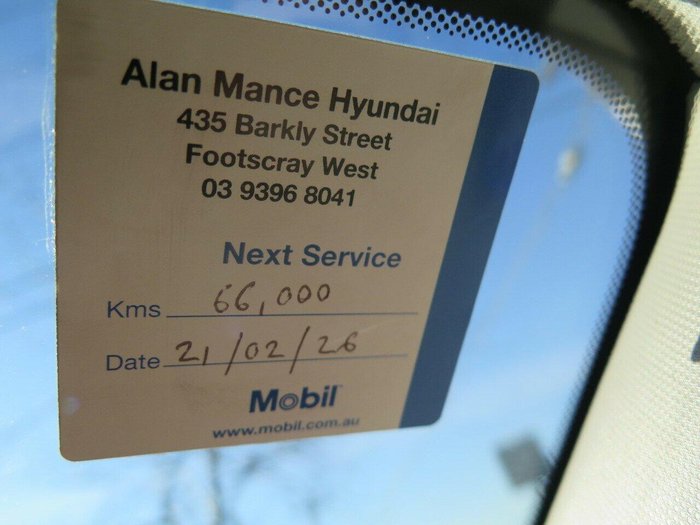 Alan Mance Hyundai
435 Barkly Street
Footscray West
03 9396 8041
Next Service
Kms 66,000
Date 21/02/26
Mobil
www.mobil.com.au